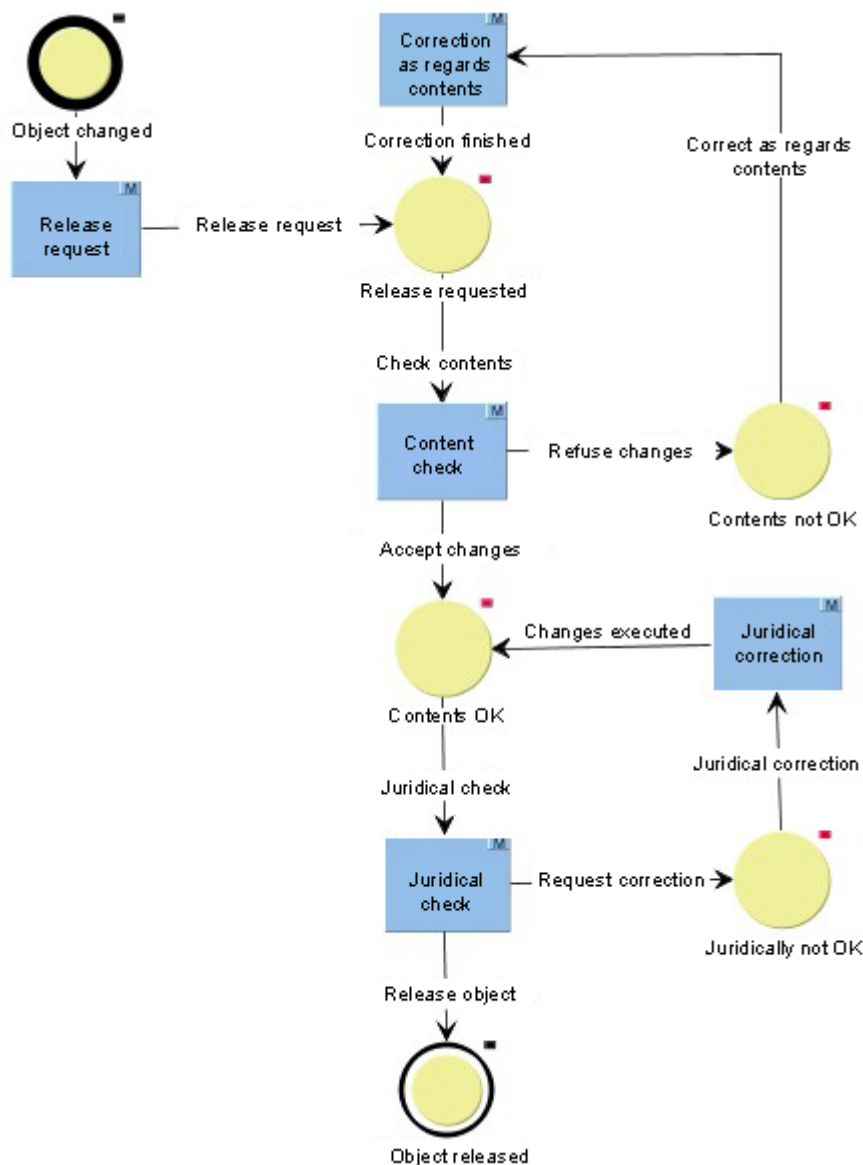 Correction
as regards
contents
Object changed
Correction finished
Correct as regards
contents
M
Release
request
Release request
Release requested
Check contents
M
Content
check
Refuse changes
Contents not OK
Accept changes
M
Juridical
correction
Changes executed
Contents OK
Juridical correction
Juridical check
M
Juridical
check
Request correction
Juridically not OK
Release object
Object released